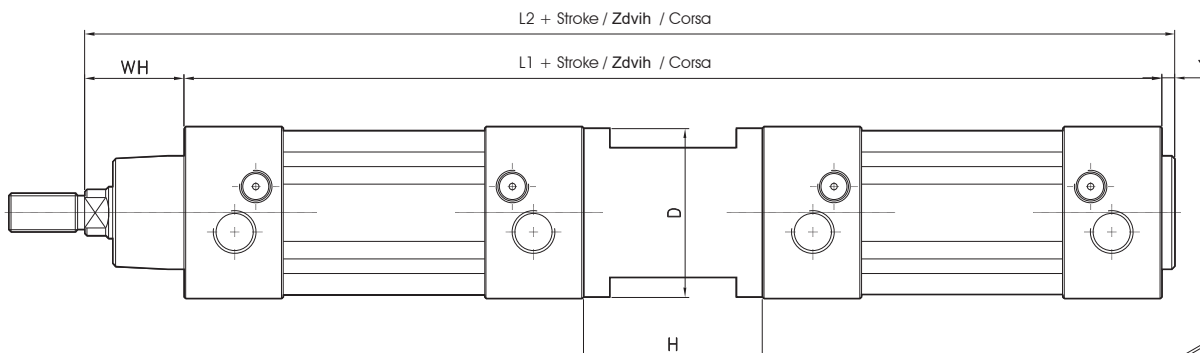 L2 + Stroke / Zdvih / Corsa
WH
L1 + Stroke / Zdvih / Corsa
D
H